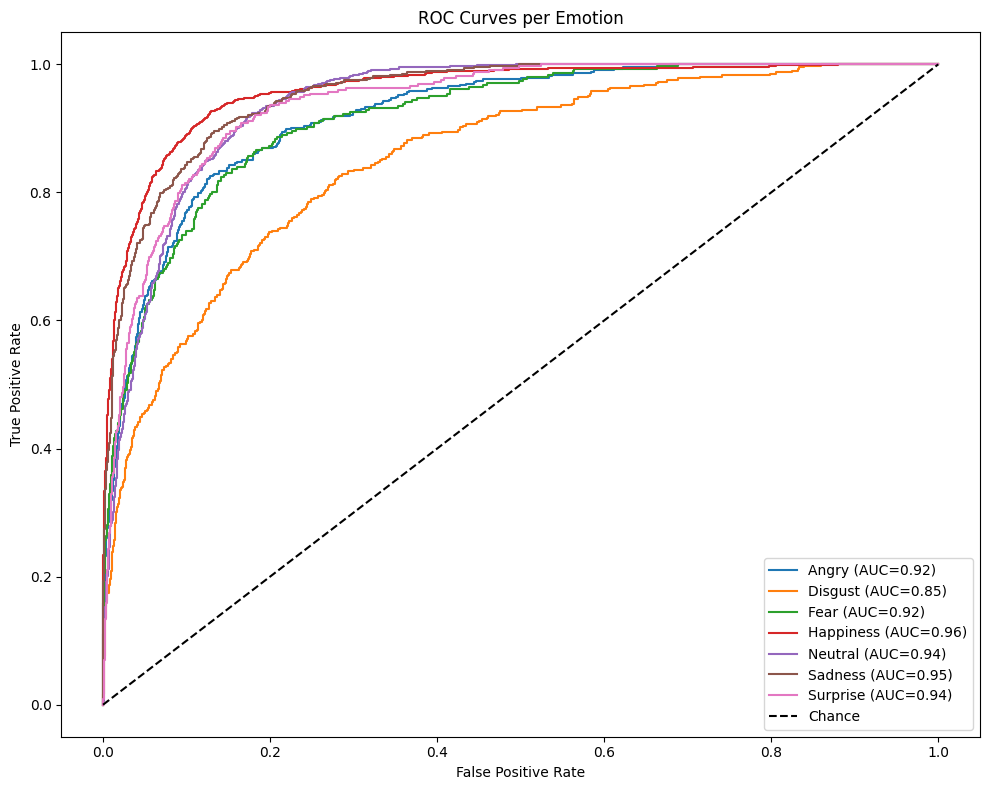 ROC Curves per Emotion
True Positive Rate
1.0
0.8
0.6
0.4
0.2
0.0
Angry (AUC=0.92)
Disgust (AUC=0.85)
Fear (AUC=0.92)
Happiness (AUC=0.96)
Neutral (AUC=0.94)
Sadness (AUC=0.95)
Surprise (AUC=0.94)
Chance
0.0 0.2 0.4 0.6 0.8 1.0
False Positive Rate